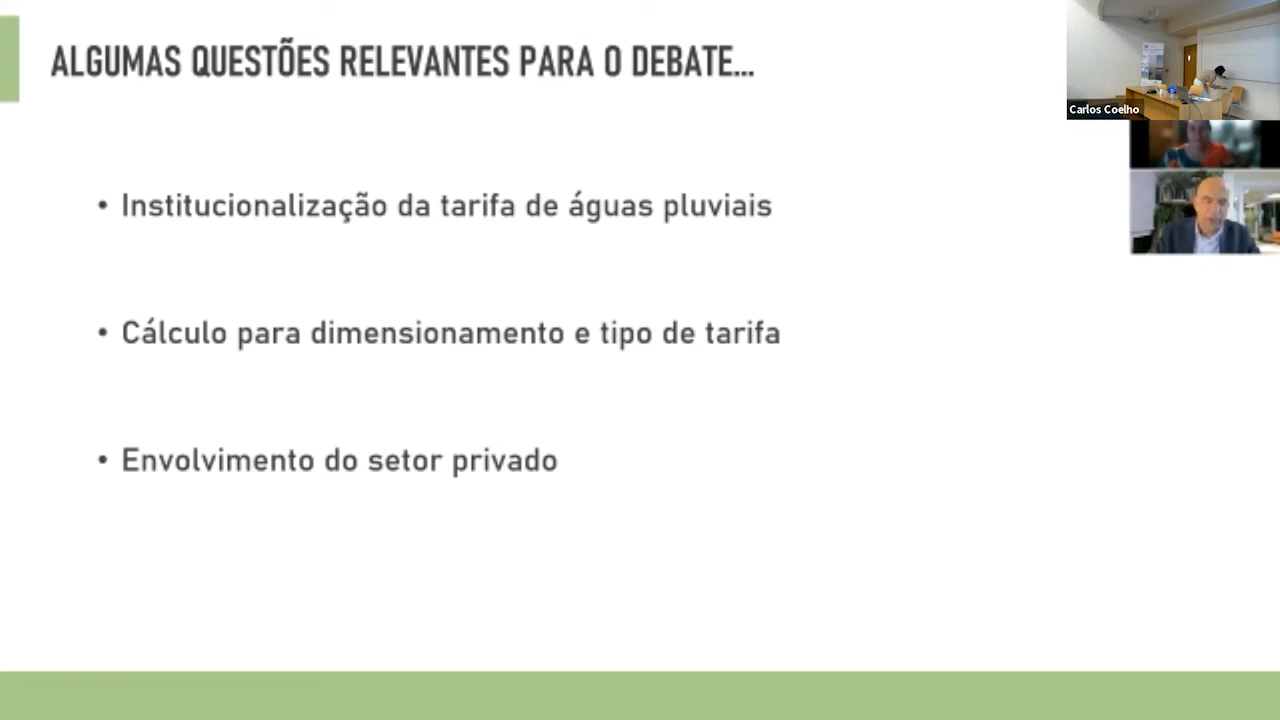 ALGUMAS QUESTÕES RELEVANTES PARA O DEBATE...
Carlos Coelho
• Institucionalização da tarifa de águas pluviais
• Cálculo para dimensionamento e tipo de tarifa
• Envolvimento do setor privado